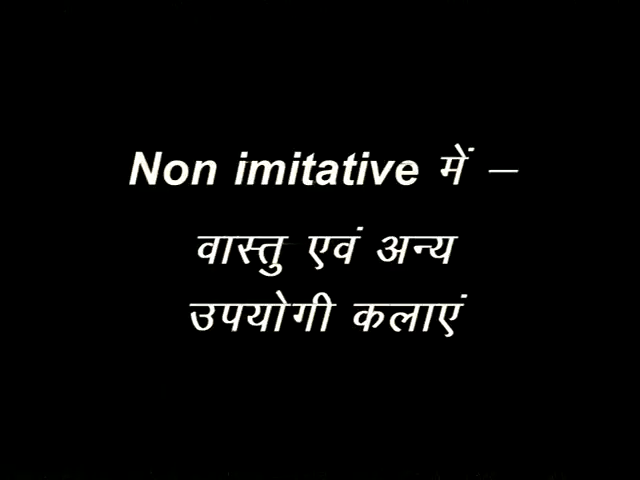 Non imitative में –
वास्तु एवं अन्य
उपयोगी कलाएं